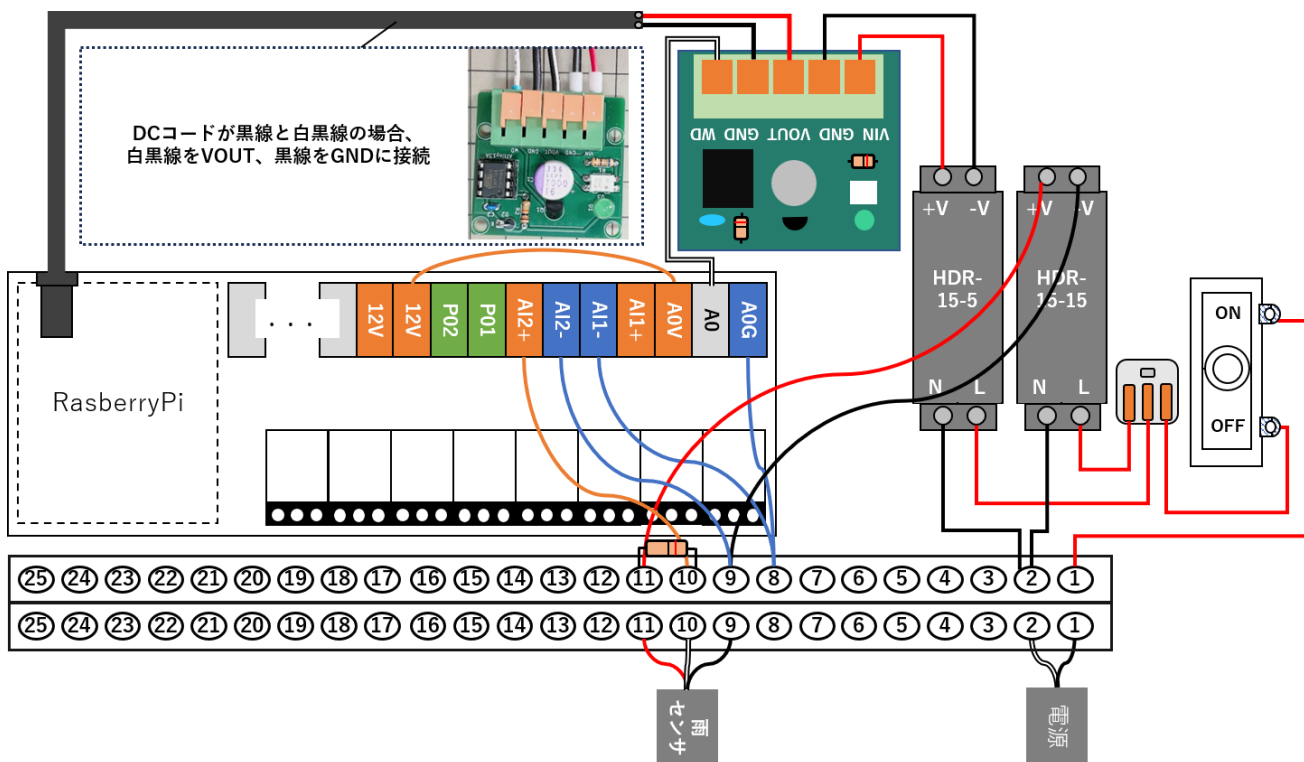 DCコードが黒線と白黒線の場合、
白黒線をVOUT、黒線をGNDに接続
WD GND VOUT GND VIN
WD GND VOUT GND VIN
+V -V
+V -V
HDR-
15-5
HDR-
15-15
N L
N L
ON
OFF
RasberryPi
. . .
12V 12V P02 P01 AI2+ AI2- AI1- AI1+ A0V A0 A0G
25 24 23 22 21 20 19 18 17 16 15 14 13 12 11 10 9 8 7 6 5 4 3 2 1
25 24 23 22 21 20 19 18 17 16 15 14 13 12 11 10 9 8 7 6 5 4 3 2 1
雨
センサ
電源